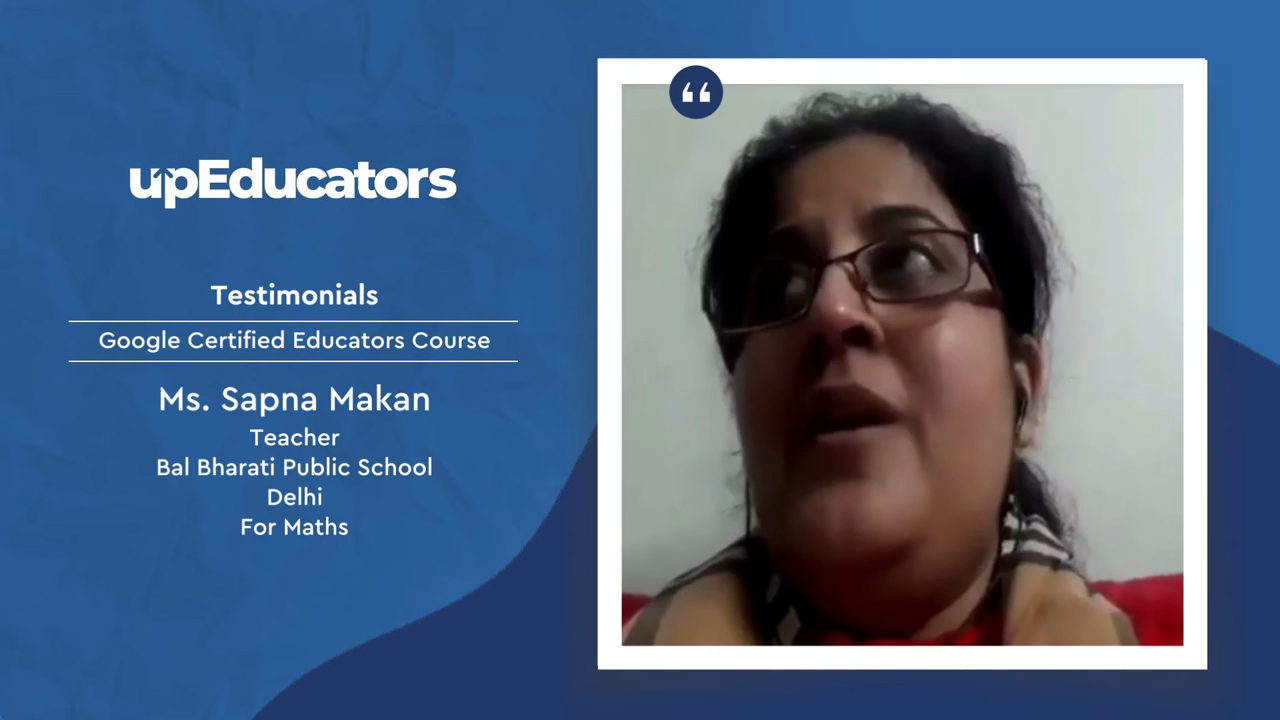 upEducators
Testimonials
Google Certified Educators Course
Ms. Sapna Makan
Teacher
Bal Bharati Public School
Delhi
For Maths